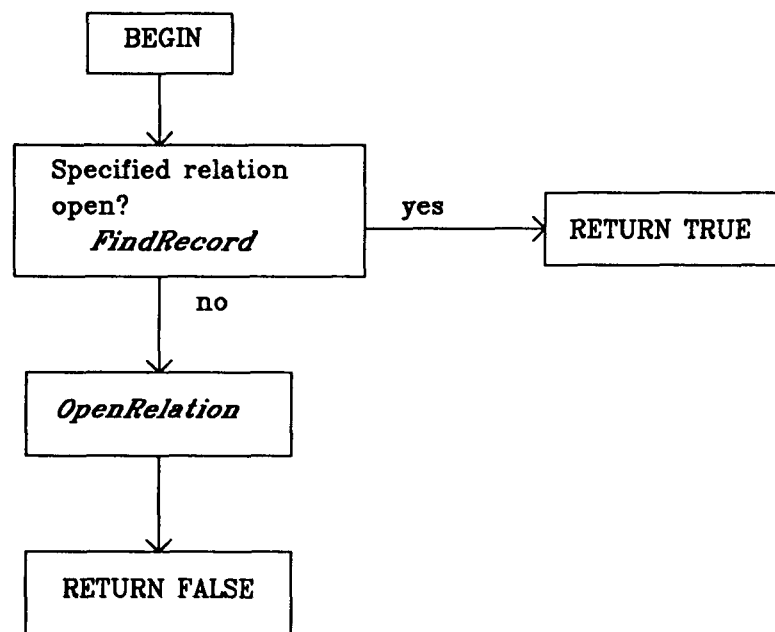 BEGIN
Specified relation
open?
FindRecord
yes
RETURN TRUE
no
OpenRelation
RETURN FALSE